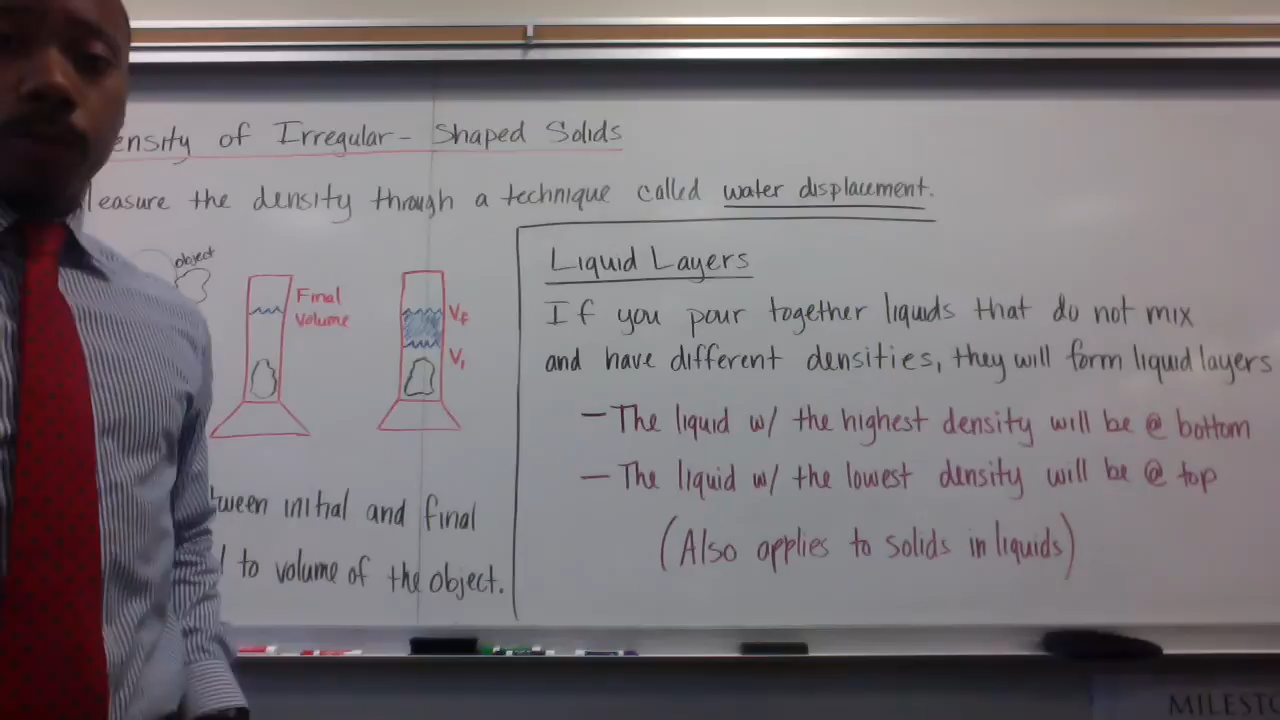 ensity of Irregular- Shaped Solids
easure the density through a technique called water displacement.
object
Final
Volume
Vf
V1
tween initial and final
to volume of the object.
Liquid Layers
If you pour together liquids that do not mix
and have different densities, they will form liquid layers
- The liquid w/ the highest density will be @ bottom
- The liquid w/ the lowest density will be @ top
(Also applies to solids in liquids)
MILESTO